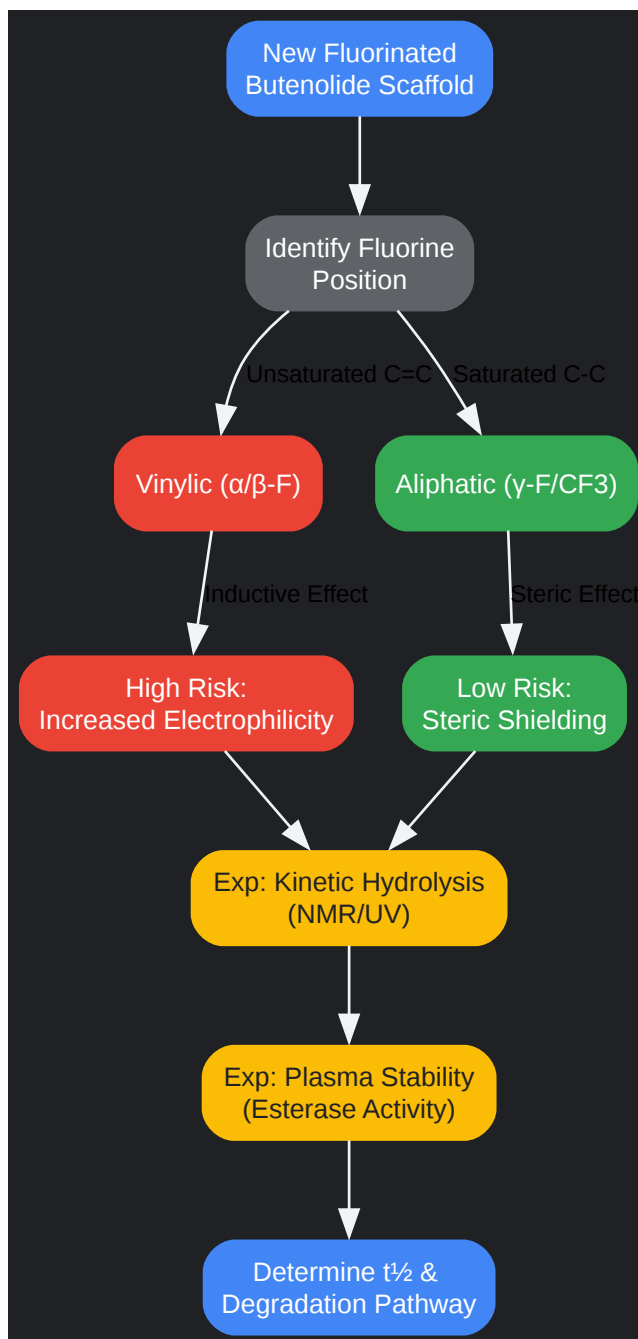 New Fluorinated
Butenolide Scaffold
Identify Fluorine
Position
Unsaturated C=C
Saturated C-C
Vinylic (α/β-F)
Aliphatic (γ-F/CF3)
Inductive Effect
Steric Effect
High Risk:
Increased Electrophilicity
Low Risk:
Steric Shielding
Exp: Kinetic Hydrolysis
(NMR/UV)
Exp: Plasma Stability
(Esterase Activity)
Determine t½ &
Degradation Pathway